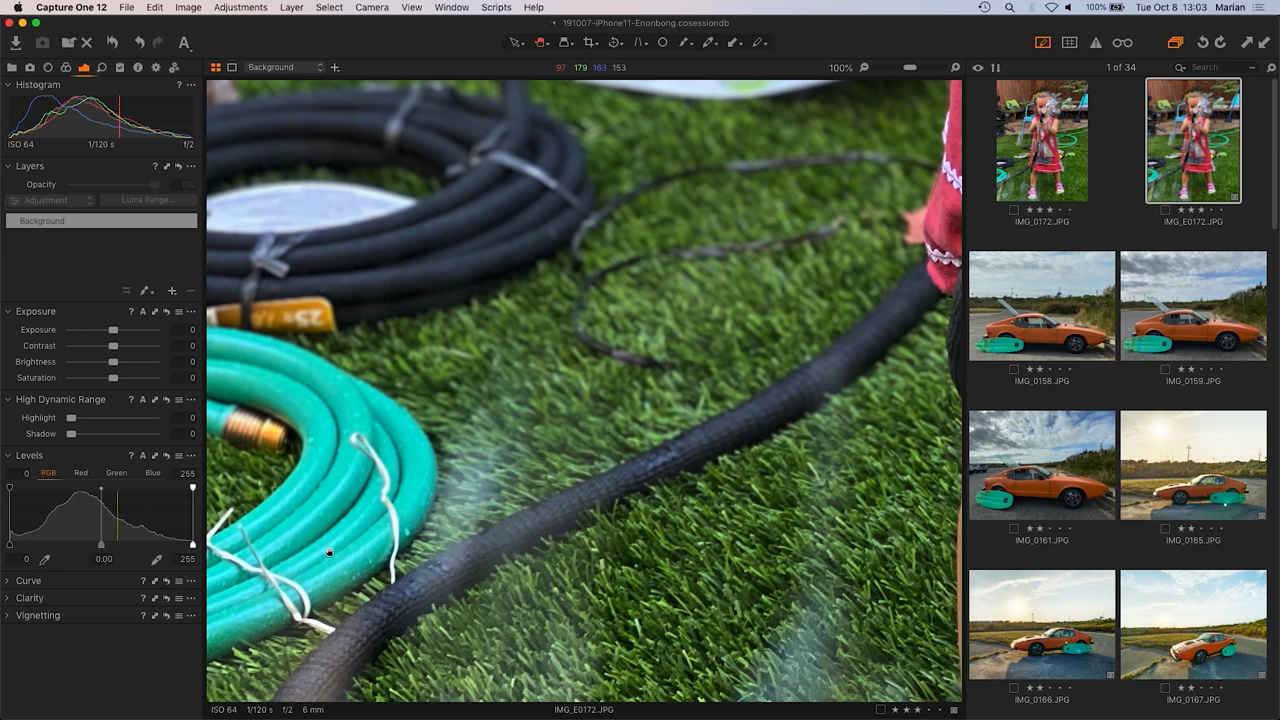 Capture One 12 File Edit View Image Adjustments Layer Select Camera View Window Scripts Help 100% Tue Oct 8 13:03 Marian
191007-iPhone11-Enonbong.cosessiondb
Background 97 179 163 153 100% 1 of 34 Search
Histogram
ISO 64 1/120 s f/2
Layers
Opacity 100
Adjustment Luma Range...
Background
Exposure
Exposure 0
Contrast 0
Brightness 0
Saturation 0
High Dynamic Range
Highlight 0
Shadow 0
Levels
0 RGB Red Green Blue 255
0 0.00 255
Curve
Clarity
Vignetting
25
ISO 64 1/120 s f/2 6 mm IMG_E0172.JPG
IMG_0172.JPG IMG_E0172.JPG
IMG_0158.JPG IMG_0159.JPG
IMG_0161.JPG IMG_0165.JPG
IMG_0166.JPG IMG_0167.JPG